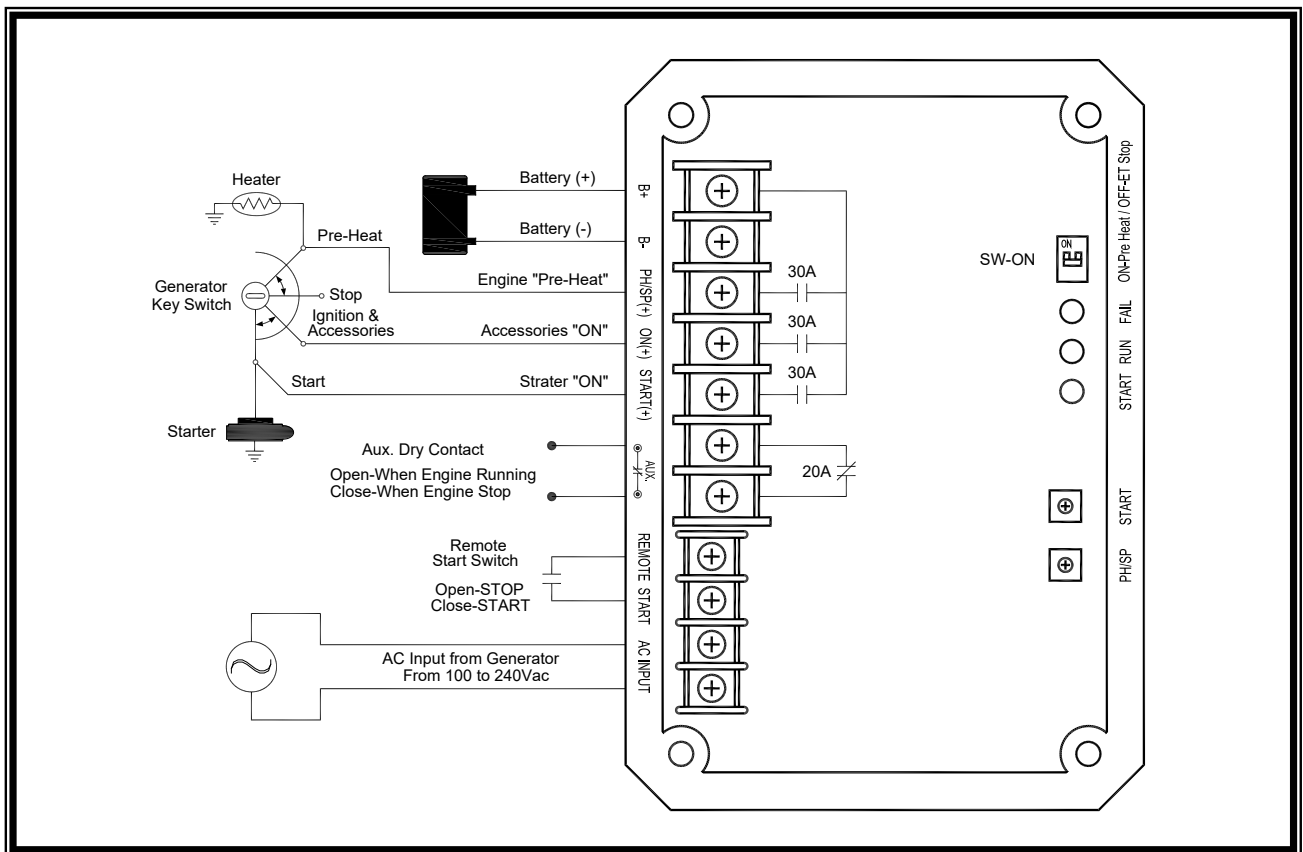 Heater
Pre-Heat
Generator
Key Switch
Stop
Ignition &
Accessories
Start
Starter
Battery (+)
Battery (-)
Engine "Pre-Heat"
Accessories "ON"
Strater "ON"
Aux. Dry Contact
Open-When Engine Running
Close-When Engine Stop
Remote
Start Switch
Open-STOP
Close-START
AC Input from Generator
From 100 to 240Vac
B+
B-
PH/SP(+)
ON(+)
START(+)
AUX.
REMOTE START
AC INPUT
30A
30A
30A
20A
SW-ON
ON
ON-Pre Heat / OFF-ET Stop
FAIL
RUN
START
START
PH/SP